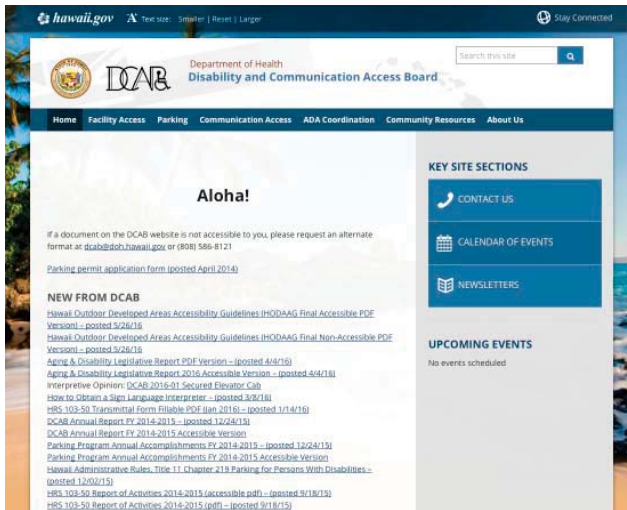 hawaii.gov A Text size: Smaller | Reset | Larger Stay Connected
Search this site
Department of Health
DCAB Disability and Communication Access Board
Home Facility Access Parking Communication Access ADA Coordination Community Resources About Us
Aloha!
If a document on the DCAB website is not accessible to you, please request an alternate
format at dcab@doh.hawaii.gov or (808) 586-8121
Parking permit application form (posted April 2014)
NEW FROM DCAB
Hawaii Outdoor Developed Areas Accessibility Guidelines (HODAAG Final Accessible PDF
Version) – posted 5/26/16
Hawaii Outdoor Developed Areas Accessibility Guidelines (HODAAG Final Non-Accessible PDF
Version) – posted 5/26/16
Aging & Disability Legislative Report PDF Version – (posted 4/4/16)
Aging & Disability Legislative Report 2016 Accessible Version – (posted 4/4/16)
Interpretive Opinion: DCAB 2016-01 Secured Elevator Cab
How to Obtain a Sign Language Interpreter – (posted 3/8/16)
HRS 103-50 Transmittal Form Fillable PDF (Jan 2016) – (posted 1/14/16)
DCAB Annual Report FY 2014-2015 – (posted 12/24/15)
DCAB Annual Report FY 2014-2015 Accessible Version
Parking Program Annual Accomplishments FY 2014-2015 – (posted 12/24/15)
Parking Program Annual Accomplishments FY 2014-2015 Accessible Version
Hawaii Administrative Rules, Title 11 Chapter 219 Parking for Persons With Disabilities –
(posted 12/02/15)
HRS 103-50 Report of Activities 2014-2015 (accessible pdf) – (posted 9/18/15)
HRS 103-50 Report of Activities 2014-2015 (pdf) – (posted 9/18/15)
KEY SITE SECTIONS
CONTACT US
CALENDAR OF EVENTS
NEWSLETTERS
UPCOMING EVENTS
No events scheduled